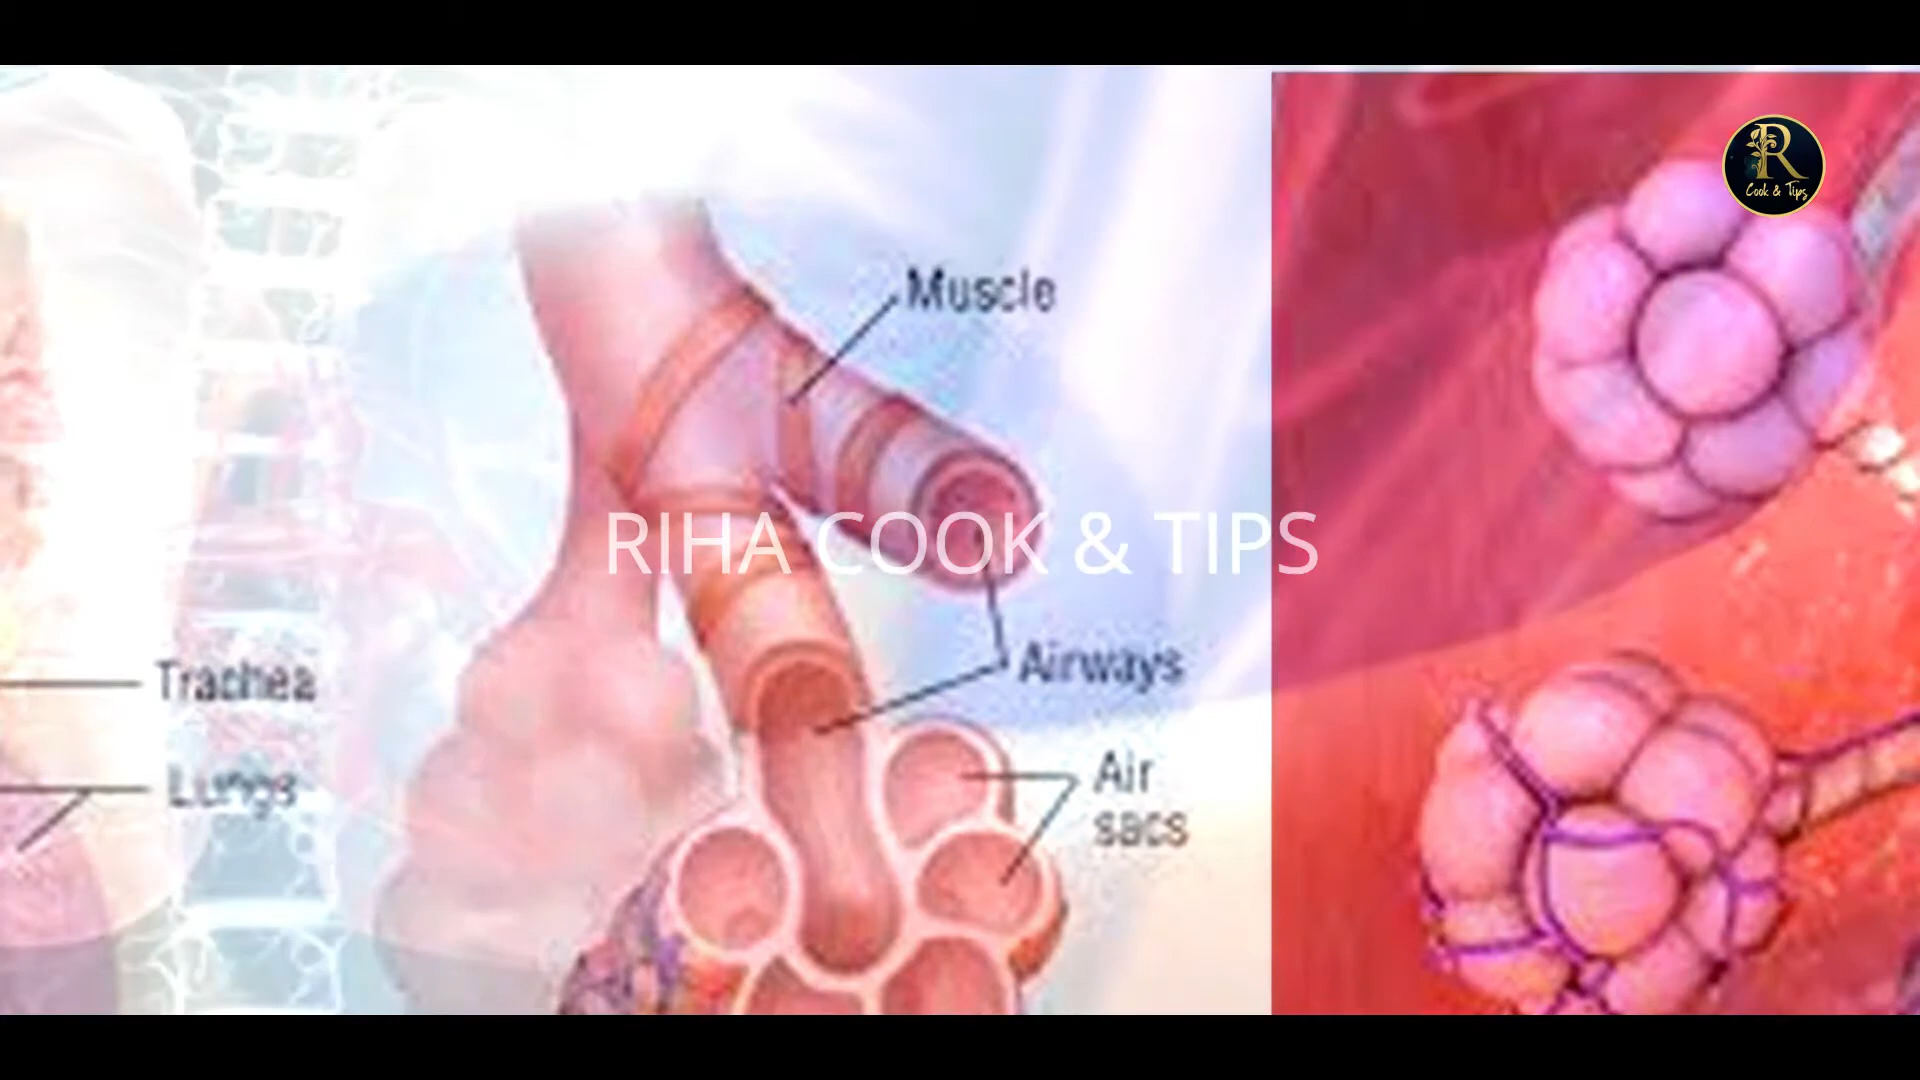 R
Cook & Tips
Muscle
RIHA COOK & TIPS
Airways
Trachea
Lungs
Air
sacs